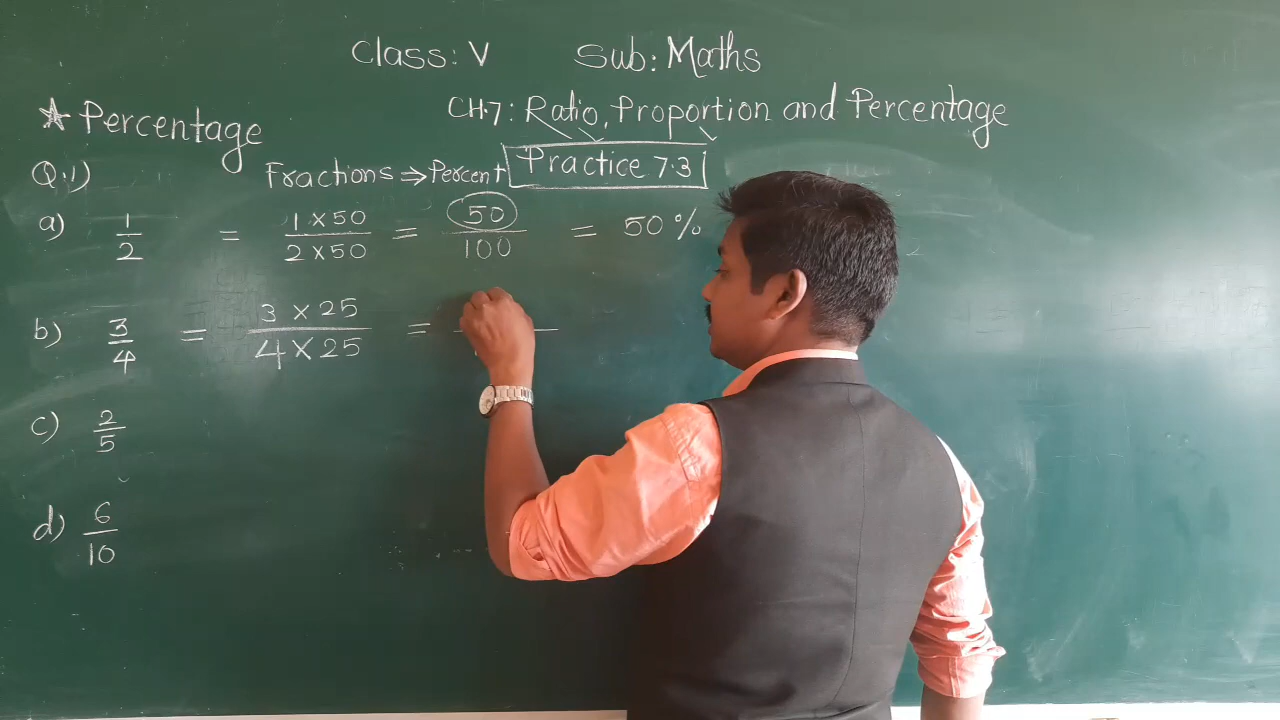 Class: V Sub: Maths
★ Percentage CH.7: Ratio, Proportion and Percentage
Q.1) Fractions ⇒ Percent Practice 7.3
a) 1/2 = 1 × 50 / 2 × 50 = 50/100 = 50 %
b) 3/4 = 3 × 25 / 4 × 25 =
c) 2/5
d) 6/10